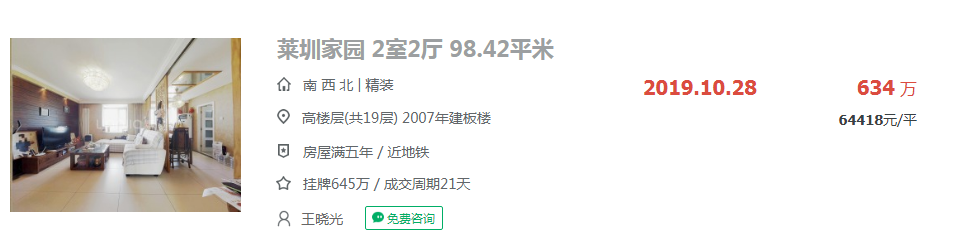 莱圳家园 2室2厅 98.42平米
南 西 北 | 精装
2019.10.28
634 万
高楼层(共19层) 2007年建板楼
64418元/平
房屋满五年 / 近地铁
挂牌645万 / 成交周期21天
王晓光
免费咨询